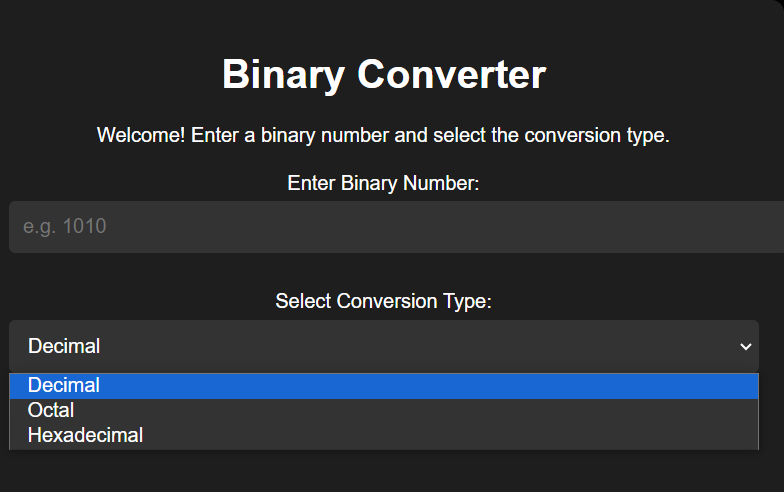 Binary Converter
Welcome! Enter a binary number and select the conversion type.
Enter Binary Number:
e.g. 1010
Select Conversion Type:
Decimal
Decimal
Octal
Hexadecimal